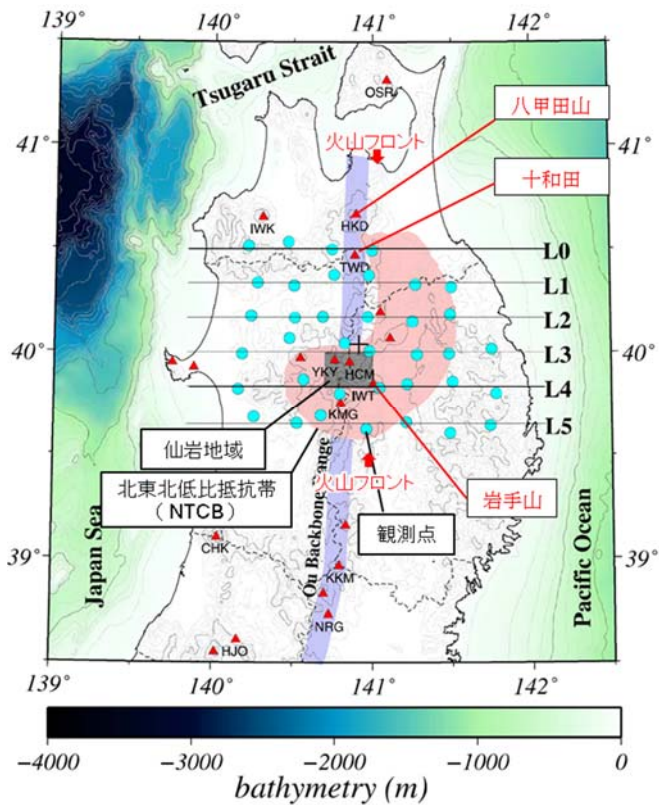 139° 140° 141° 142°
Tsugaru Strait
OSR
41° 41°
八甲田山
火山フロント
十和田
IWK
HKD
TWD
L0
L1
L2
40° 40°
L3
YKY HCM
L4
IWT
KMG
L5
仙岩地域
北東北低比抵抗帯
(NTCB)
火山フロント
岩手山
観測点
Ou Backbone Range
Japan Sea
Pacific Ocean
39° 39°
CHK
KKM
NRG
HJO
139° 140° 141° 142°
−4000 −3000 −2000 −1000 0
bathymetry (m)